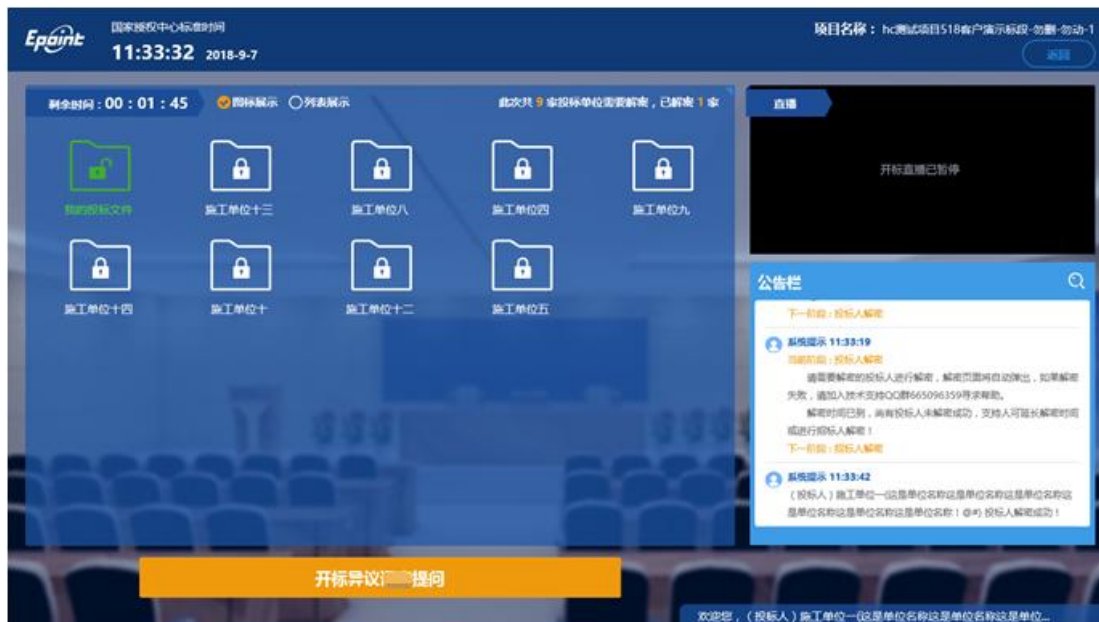 Epoint
国家授权中心标准时间
11:33:32 2018-9-7
项目名称：hc测试项目518客户演示标段-勿删-勿动-1
返回
剩余时间：00：01：45
图标展示 列表展示
此次共 9 家投标单位需要解密，已解密 1 家
我的投标文件 施工单位十三 施工单位八 施工单位四 施工单位九
施工单位十四 施工单位十 施工单位十二 施工单位五
直播
开标直播已暂停
公告栏
下一阶段：投标人解密
系统提示 11:33:19
当前阶段：投标人解密
请需要解密的投标人进行解密，解密页面将自动弹出，如果解密
失败，请加入技术支持QQ群665096359寻求帮助。
解密时间已到，尚有投标人未解密成功，支持人可延长解密时间
或进行招标人解密！
下一阶段：招标人解密
系统提示 11:33:42
（投标人）施工单位一(这是单位名称这是单位名称这是单位名称这
是单位名称这是单位名称这是单位名称！@#) 投标人解密成功！
开标异议 提问
欢迎您，（投标人）施工单位一(这是单位名称这是单位名称这是单位...